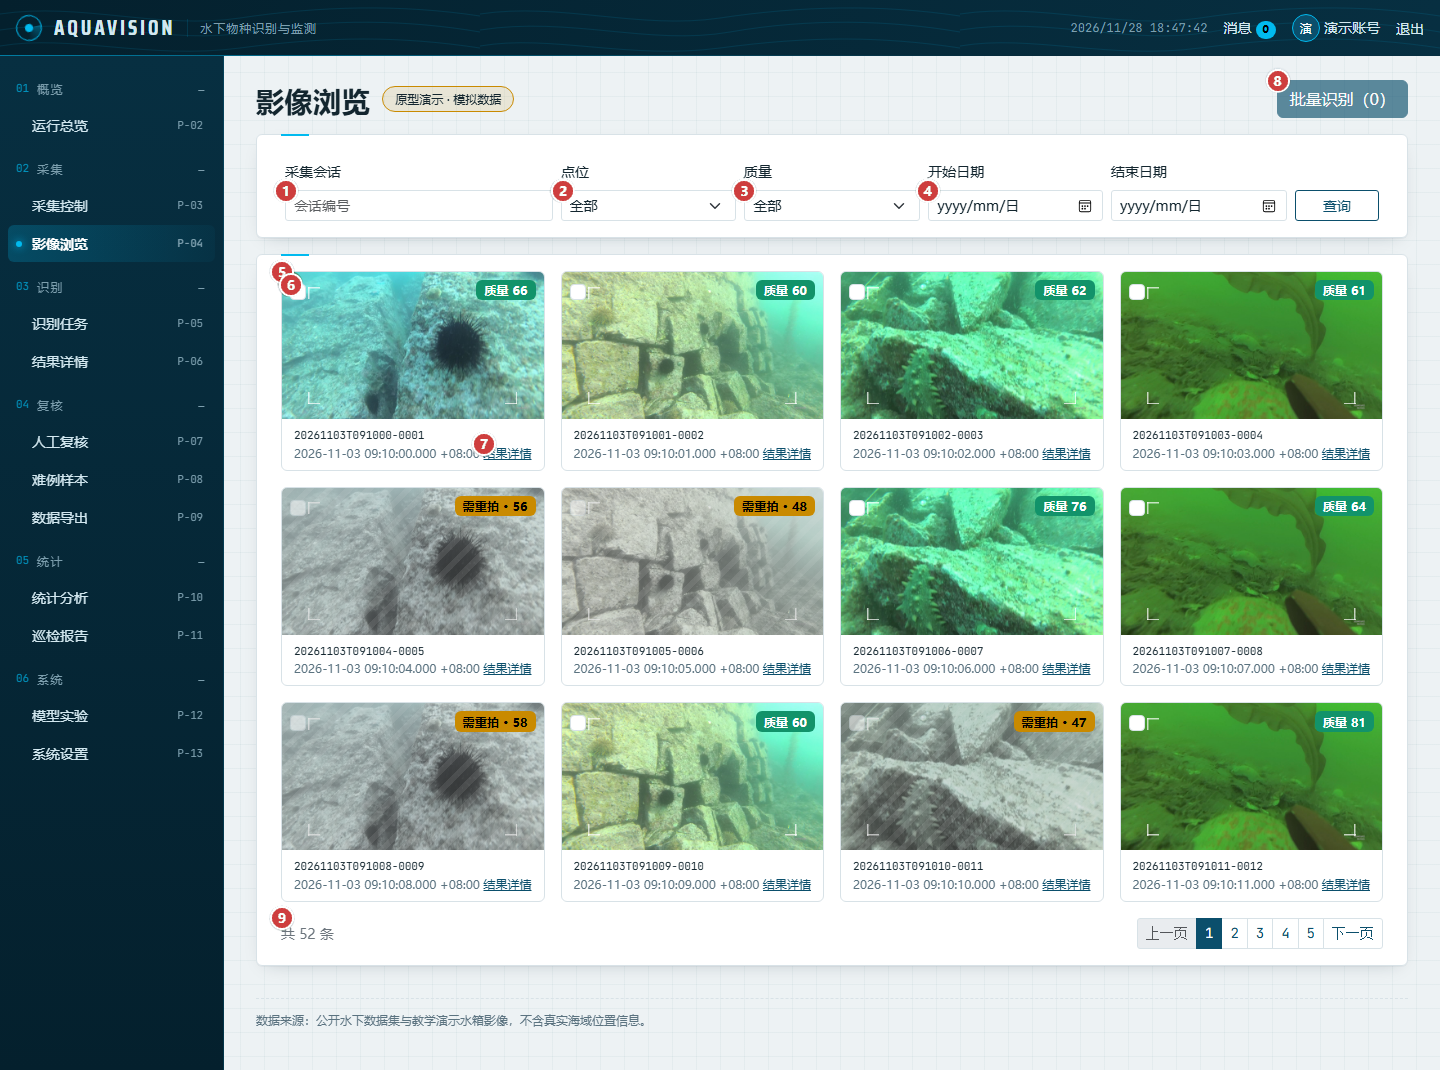 AQUAVISION 水下物种识别与监测 2026/11/28 18:47:42 消息 0 演 演示账号 退出
01 概览 –
运行总览 P-02
02 采集 –
采集控制 P-03
影像浏览 P-04
03 识别 –
识别任务 P-05
结果详情 P-06
04 复核 –
人工复核 P-07
难例样本 P-08
数据导出 P-09
05 统计 –
统计分析 P-10
巡检报告 P-11
06 系统 –
模型实验 P-12
系统设置 P-13
影像浏览 原型演示 · 模拟数据 8 批量识别（0）
采集会话 点位 质量 开始日期 结束日期
1 会话编号 2 全部 3 全部 4 yyyy/mm/日 yyyy/mm/日 查询
5 6 质量 66 质量 60 质量 62 质量 61
20261103T091000-0001 20261103T091001-0002 20261103T091002-0003 20261103T091003-0004
2026-11-03 09:10:00.000 +08:00 7 结果详情 2026-11-03 09:10:01.000 +08:00 结果详情 2026-11-03 09:10:02.000 +08:00 结果详情 2026-11-03 09:10:03.000 +08:00 结果详情
需重拍 · 56 需重拍 · 48 质量 76 质量 64
20261103T091004-0005 20261103T091005-0006 20261103T091006-0007 20261103T091007-0008
2026-11-03 09:10:04.000 +08:00 结果详情 2026-11-03 09:10:05.000 +08:00 结果详情 2026-11-03 09:10:06.000 +08:00 结果详情 2026-11-03 09:10:07.000 +08:00 结果详情
需重拍 · 58 质量 60 需重拍 · 47 质量 81
20261103T091008-0009 20261103T091009-0010 20261103T091010-0011 20261103T091011-0012
2026-11-03 09:10:08.000 +08:00 结果详情 2026-11-03 09:10:09.000 +08:00 结果详情 2026-11-03 09:10:10.000 +08:00 结果详情 2026-11-03 09:10:11.000 +08:00 结果详情
9 共 52 条 上一页 1 2 3 4 5 下一页
数据来源：公开水下数据集与教学演示水箱影像，不含真实海域位置信息。